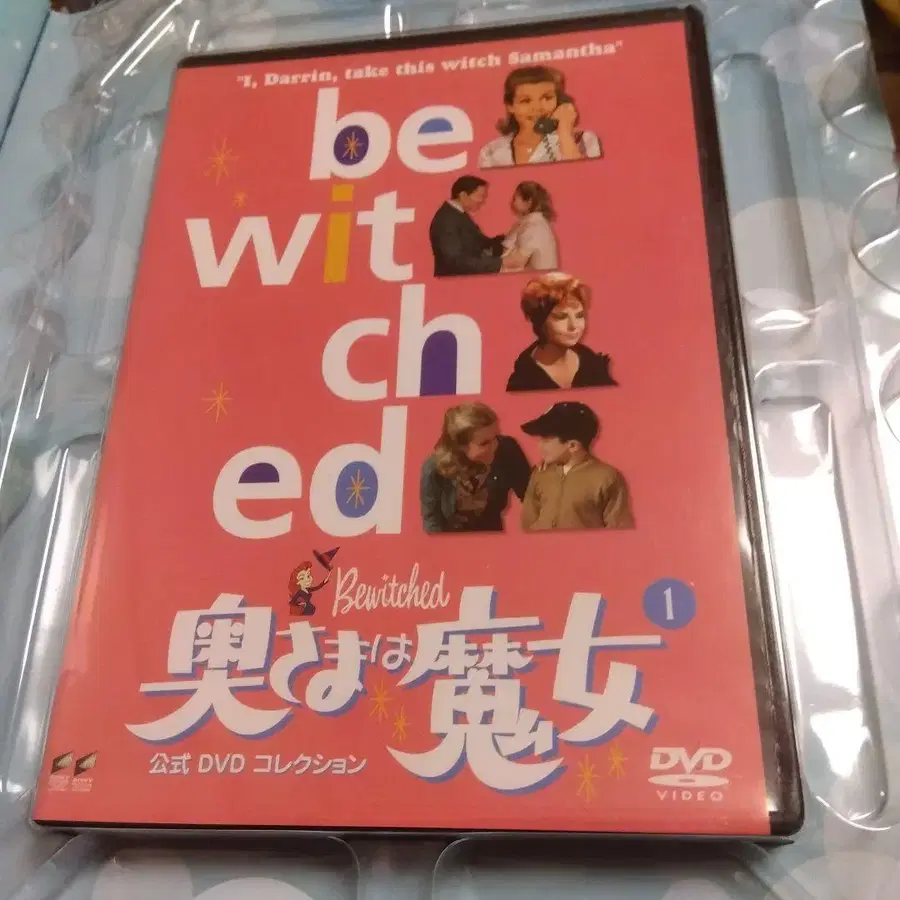 "I, Darrin, take this witch Samantha"
be
wit
ch
ed
Bewitched
奥さまは魔女
1
公式 DVD コレクション
DVD
VIDEO